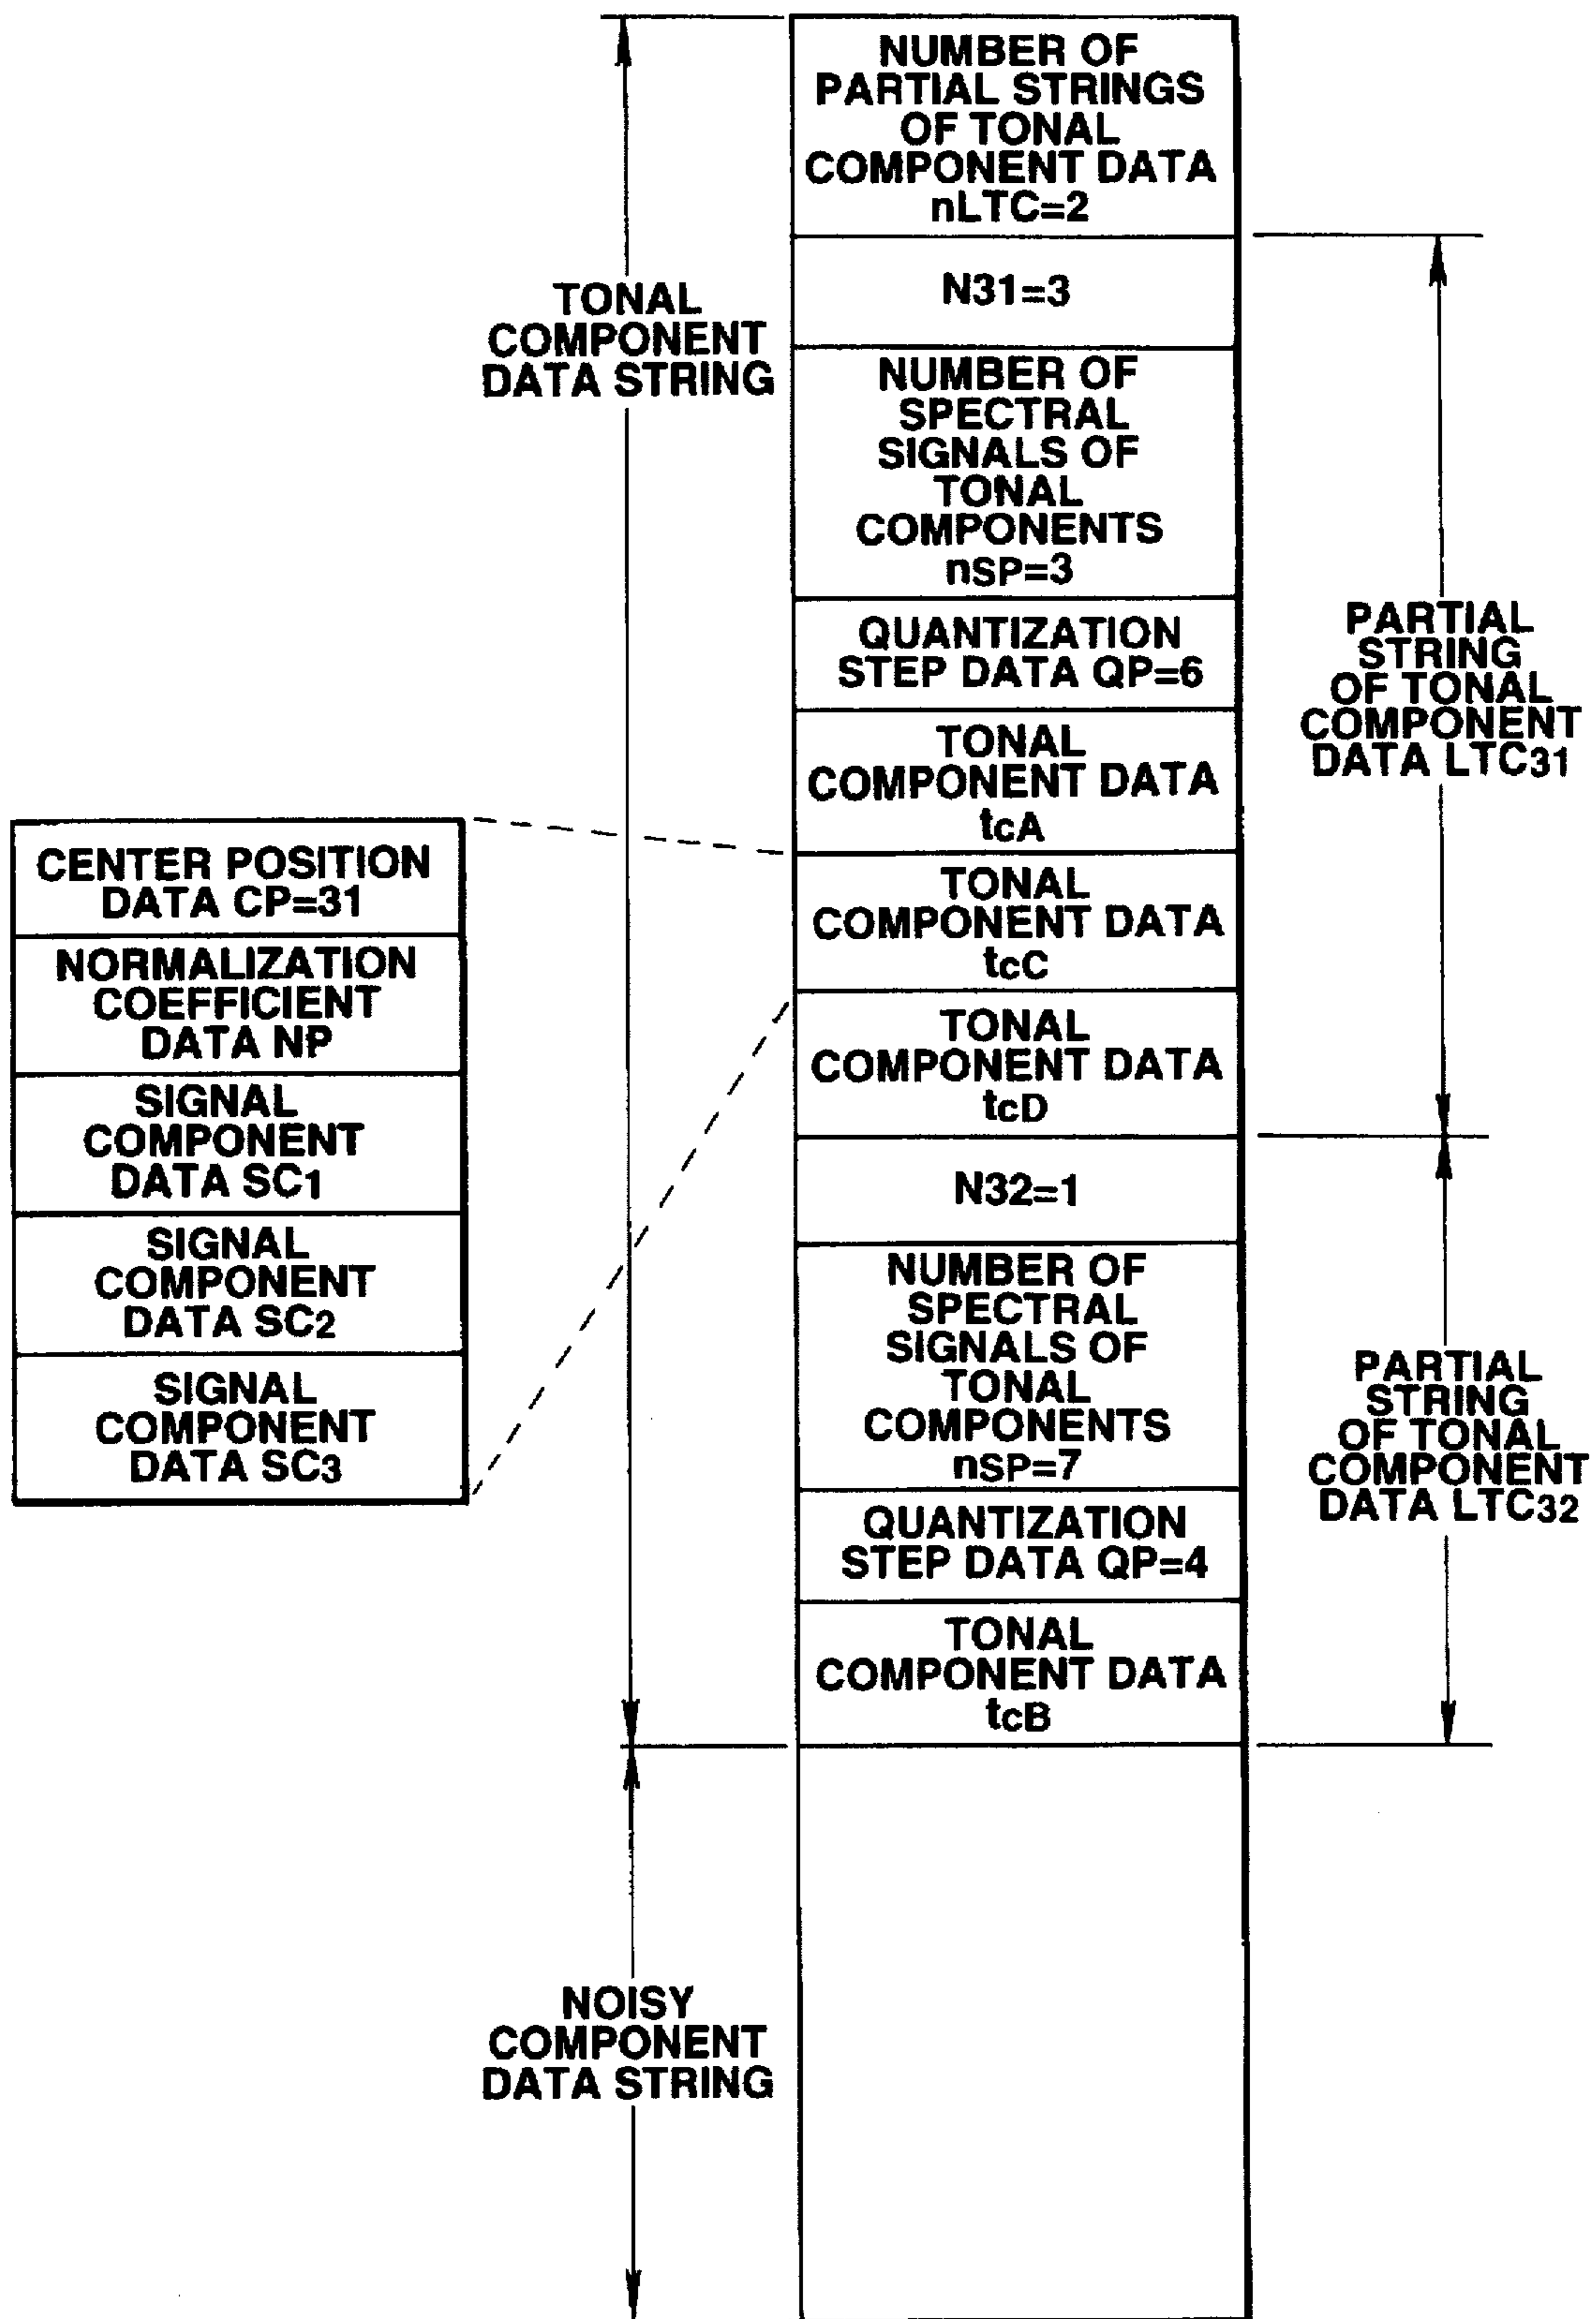 NUMBER OF
PARTIAL STRINGS
OF TONAL
COMPONENT DATA
nLTC=2
N31=3
NUMBER OF
SPECTRAL
SIGNALS OF
TONAL
COMPONENTS
nSP=3
QUANTIZATION
STEP DATA QP=6
TONAL
COMPONENT DATA
tcA
TONAL
COMPONENT DATA
tcC
TONAL
COMPONENT DATA
tcD
N32=1
NUMBER OF
SPECTRAL
SIGNALS OF
TONAL
COMPONENTS
nSP=7
QUANTIZATION
STEP DATA QP=4
TONAL
COMPONENT DATA
tcB
TONAL
COMPONENT
DATA STRING
NOISY
COMPONENT
DATA STRING
CENTER POSITION
DATA CP=31
NORMALIZATION
COEFFICIENT
DATA NP
SIGNAL
COMPONENT
DATA SC1
SIGNAL
COMPONENT
DATA SC2
SIGNAL
COMPONENT
DATA SC3
PARTIAL
STRING
OF TONAL
COMPONENT
DATA LTC31
PARTIAL
STRING
OF TONAL
COMPONENT
DATA LTC32